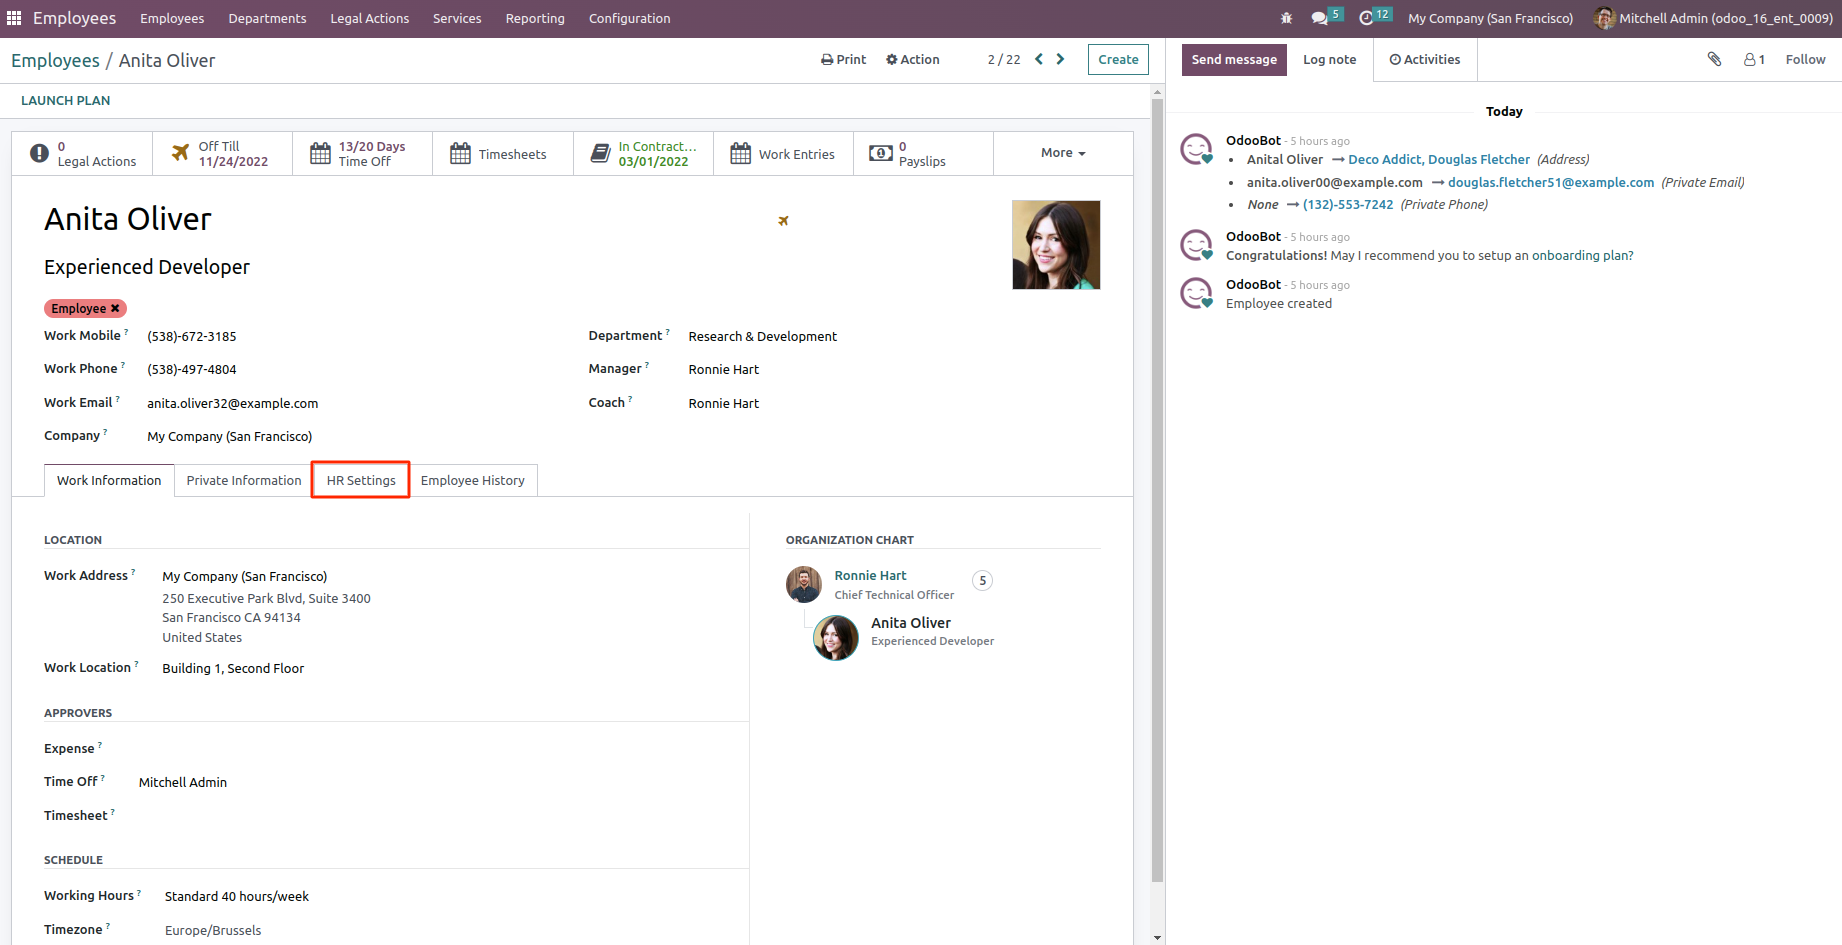 Employees Employees Departments Legal Actions Services Reporting Configuration 5 12 My Company (San Francisco) Mitchell Admin (odoo_16_ent_0009)
Employees / Anita Oliver Print Action 2 / 22 Create
LAUNCH PLAN
0 Legal Actions
Off Till 11/24/2022
13/20 Days Time Off
Timesheets
In Contract... 03/01/2022
Work Entries
0 Payslips
More
Anita Oliver
Experienced Developer
Employee ✖
Work Mobile ? (538)-672-3185
Work Phone ? (538)-497-4804
Work Email ? anita.oliver32@example.com
Company ? My Company (San Francisco)
Department ? Research & Development
Manager ? Ronnie Hart
Coach ? Ronnie Hart
Work Information Private Information HR Settings Employee History
LOCATION
Work Address ? My Company (San Francisco)
250 Executive Park Blvd, Suite 3400
San Francisco CA 94134
United States
Work Location ? Building 1, Second Floor
APPROVERS
Expense ?
Time Off ? Mitchell Admin
Timesheet ?
SCHEDULE
Working Hours ? Standard 40 hours/week
Timezone ? Europe/Brussels
ORGANIZATION CHART
Ronnie Hart 5
Chief Technical Officer
Anita Oliver
Experienced Developer
Send message Log note Activities 1 Follow
Today
OdooBot - 5 hours ago
• Anital Oliver → Deco Addict, Douglas Fletcher (Address)
• anita.oliver00@example.com → douglas.fletcher51@example.com (Private Email)
• None → (132)-553-7242 (Private Phone)
OdooBot - 5 hours ago
Congratulations! May I recommend you to setup an onboarding plan?
OdooBot - 5 hours ago
Employee created